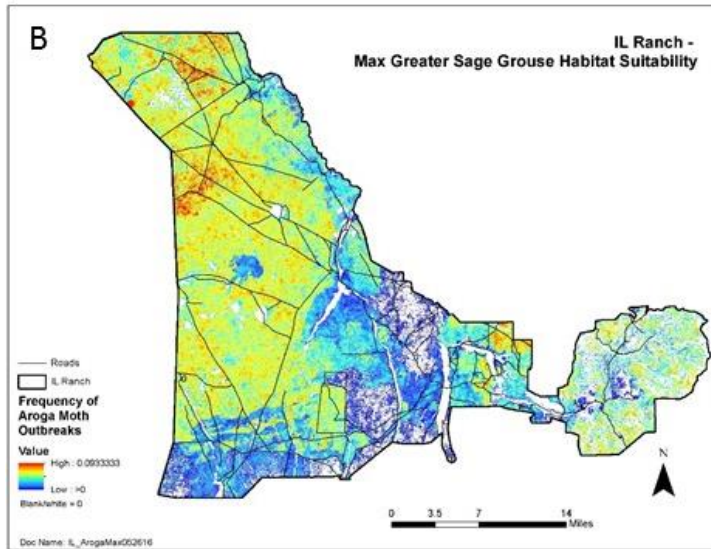 B
IL Ranch -
Max Greater Sage Grouse Habitat Suitability
Roads
IL Ranch
Frequency of
Aroga Moth
Outbreaks
Value
High : 0.0933333
Low : >0
Blank/white = 0
N
0 3.5 7 14
Miles
Doc Name: IL_ArogaMax052616